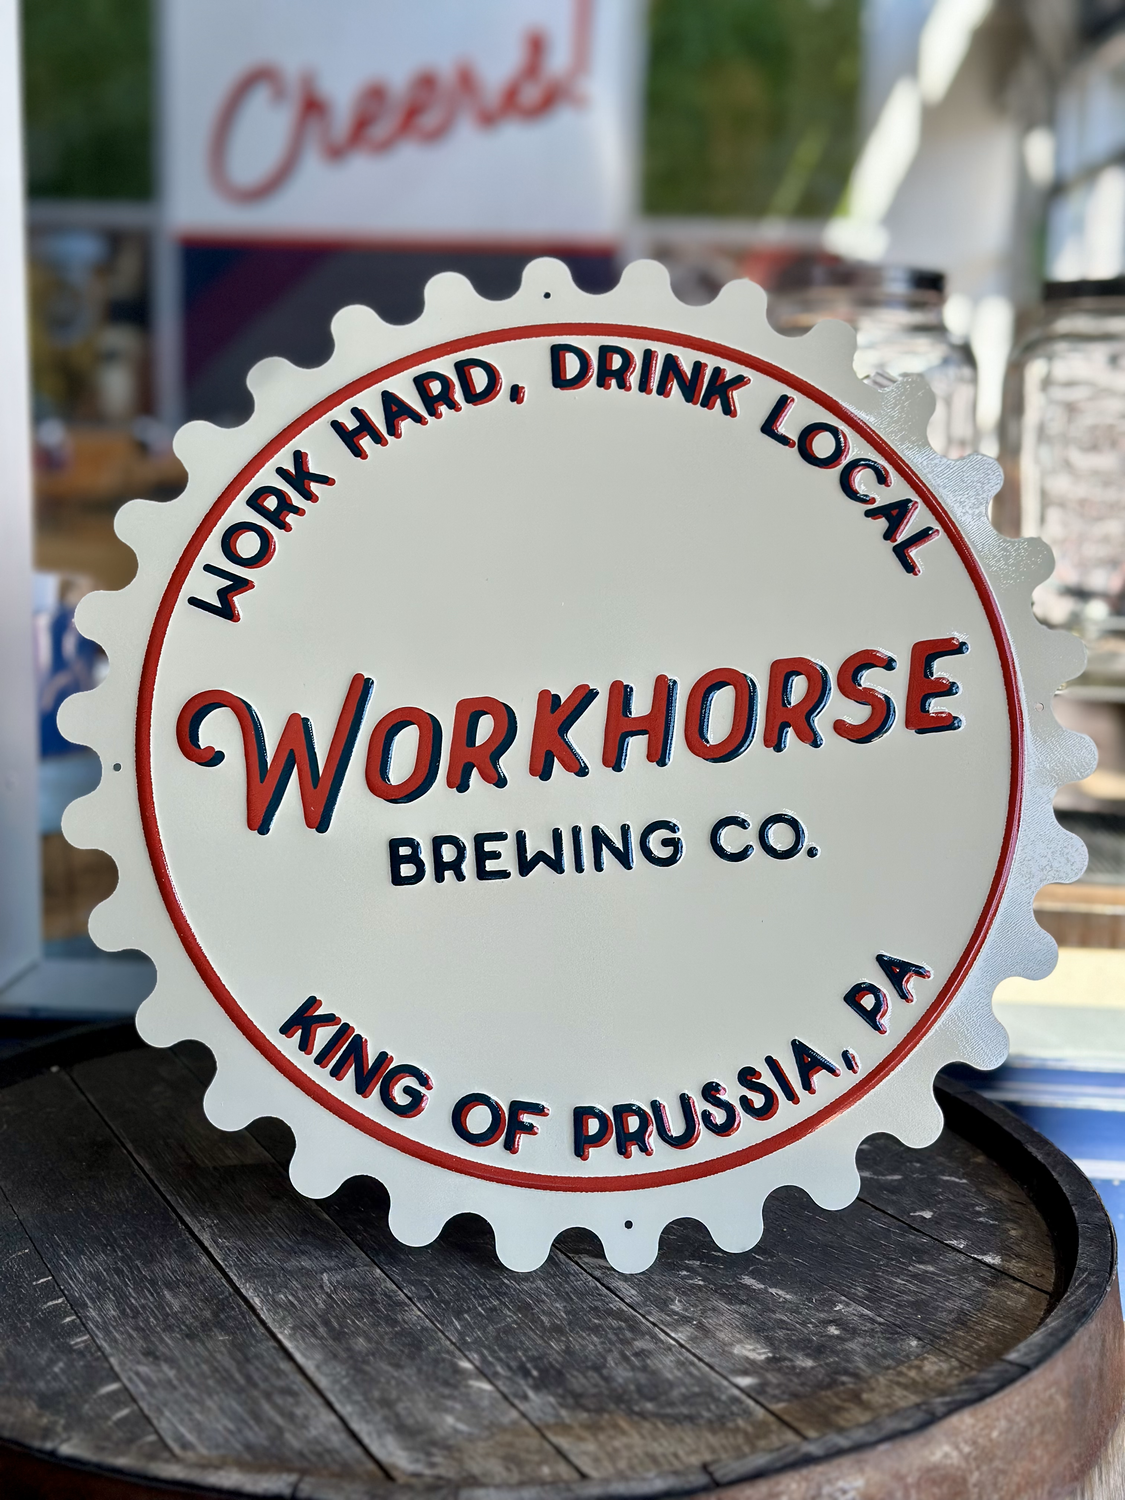 Cheers!
WORK HARD, DRINK LOCAL
WORKHORSE
BREWING CO.
KING OF PRUSSIA, PA